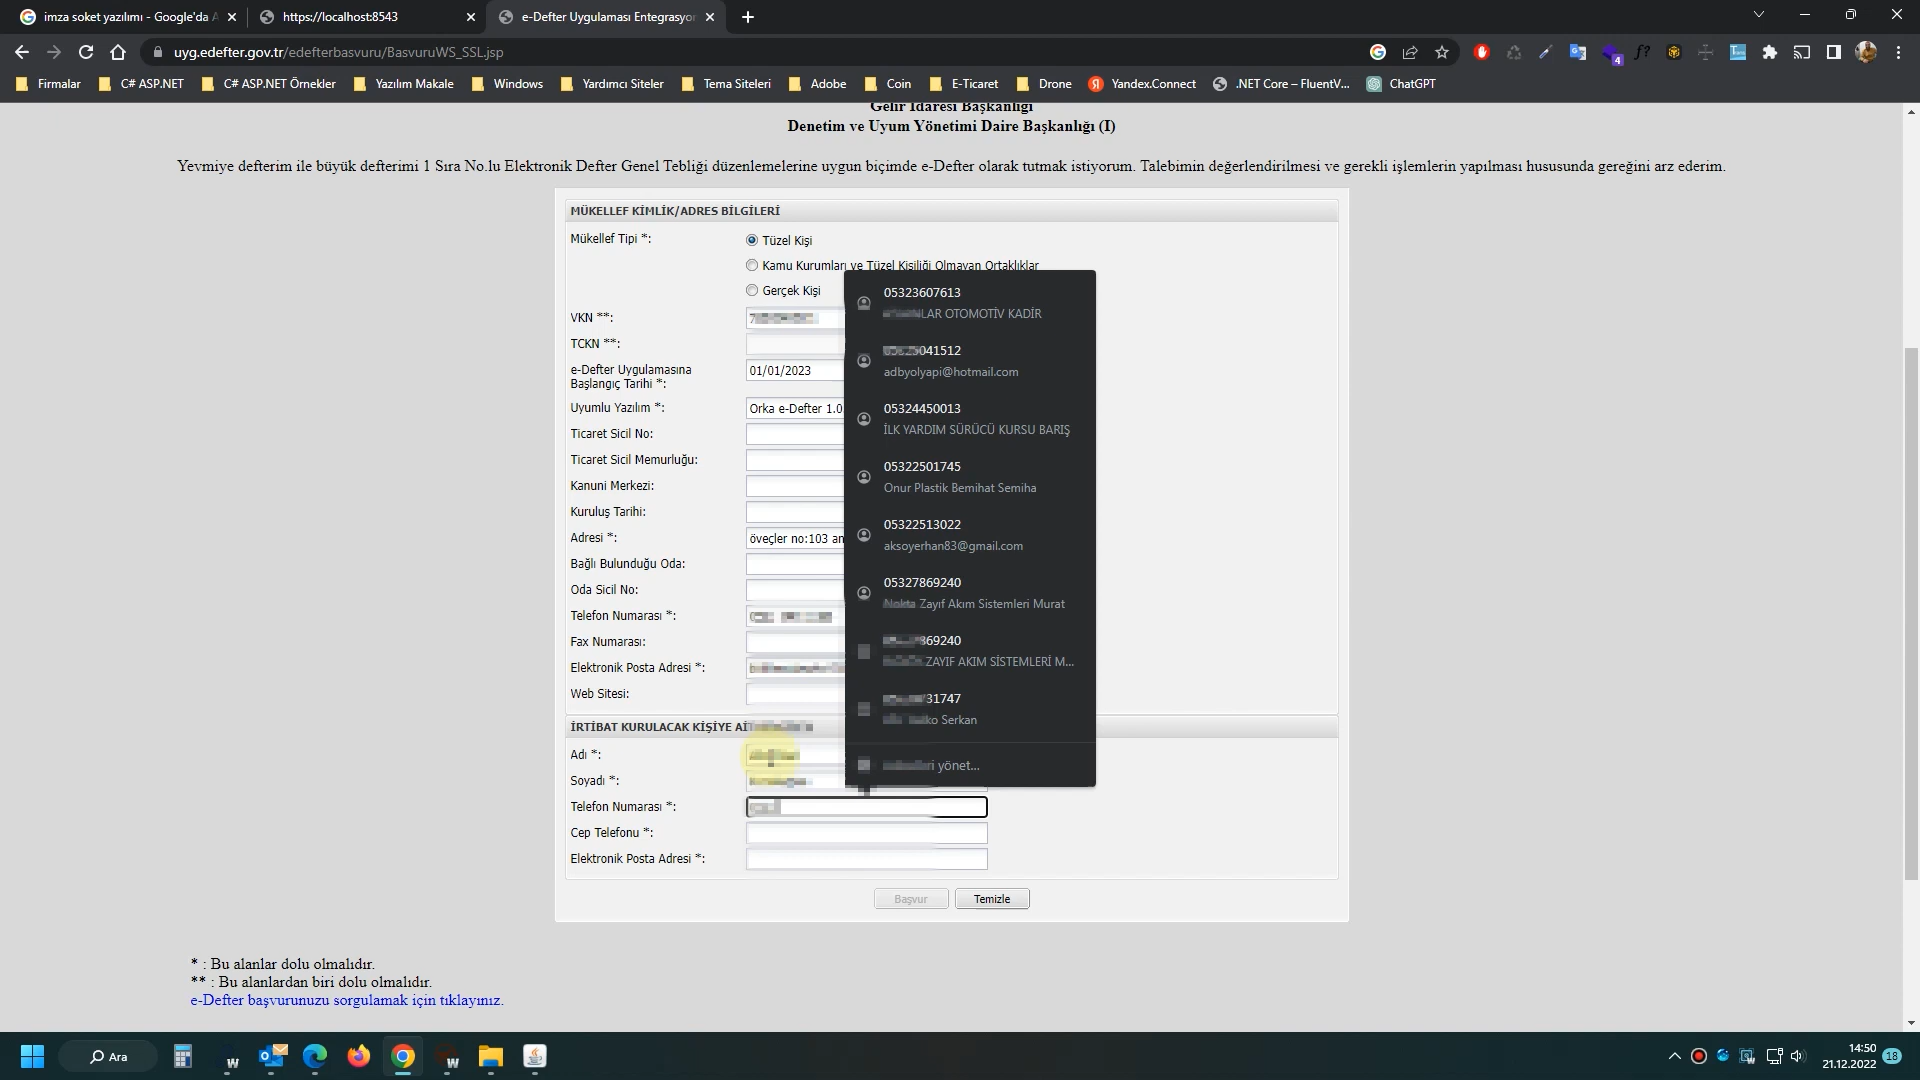 imza soket yazılımı - Google'da A
https://localhost:8543
e-Defter Uygulaması Entegrasyon
uyg.edefter.gov.tr/edefterbasvuru/BasvuruWS_SSL.jsp
4
Firmalar
C# ASP.NET
C# ASP.NET Örnekler
Yazılım Makale
Windows
Yardımcı Siteler
Tema Siteleri
Adobe
Coin
E-Ticaret
Drone
Yandex.Connect
.NET Core – FluentV...
ChatGPT
Gelir İdaresi Başkanlığı
Denetim ve Uyum Yönetimi Daire Başkanlığı (I)
Yevmiye defterim ile büyük defterimi 1 Sıra No.lu Elektronik Defter Genel Tebliği düzenlemelerine uygun biçimde e-Defter olarak tutmak istiyorum. Talebimin değerlendirilmesi ve gerekli işlemlerin yapılması hususunda gereğini arz ederim.
MÜKELLEF KİMLİK/ADRES BİLGİLERİ
Mükellef Tipi *:
Tüzel Kişi
Kamu Kurumları ve Tüzel Kişiliği Olmayan Ortaklıklar
Gerçek Kişi
VKN **:
TCKN **:
e-Defter Uygulamasına
Başlangıç Tarihi *:
01/01/2023
Uyumlu Yazılım *:
Orka e-Defter 1.0
Ticaret Sicil No:
Ticaret Sicil Memurluğu:
Kanuni Merkezi:
Kuruluş Tarihi:
Adresi *:
öveçler no:103 an
Bağlı Bulunduğu Oda:
Oda Sicil No:
Telefon Numarası *:
Fax Numarası:
Elektronik Posta Adresi *:
Web Sitesi:
05323607613
LAR OTOMOTİV KADİR
041512
adbyolyapi@hotmail.com
05324450013
İLK YARDIM SÜRÜCÜ KURSU BARIŞ
05322501745
Onur Plastik Bemihat Semiha
05322513022
aksoyerhan83@gmail.com
05327869240
Zayıf Akım Sistemleri Murat
869240
ZAYIF AKIM SİSTEMLERİ M...
31747
ko Serkan
i yönet...
İRTİBAT KURULACAK KİŞİYE AİT
Adı *:
Soyadı *:
Telefon Numarası *:
Cep Telefonu *:
Elektronik Posta Adresi *:
Başvur
Temizle
* : Bu alanlar dolu olmalıdır.
** : Bu alanlardan biri dolu olmalıdır.
e-Defter başvurunuzu sorgulamak için tıklayınız.
Ara
14:50
21.12.2022
18